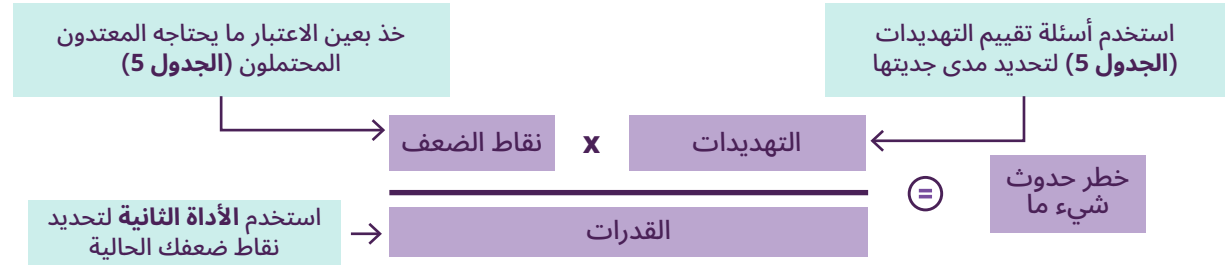 استخدم أسئلة تقييم التهديدات
(الجدول 5) لتحديد مدى جديتها
خذ بعين الاعتبار ما يحتاجه المعتدون
المحتملون (الجدول 5)
التهديدات
x
نقاط الضعف
خطر حدوث
شيء ما
=
القدرات
استخدم الأداة الثانية لتحديد
نقاط ضعفك الحالية